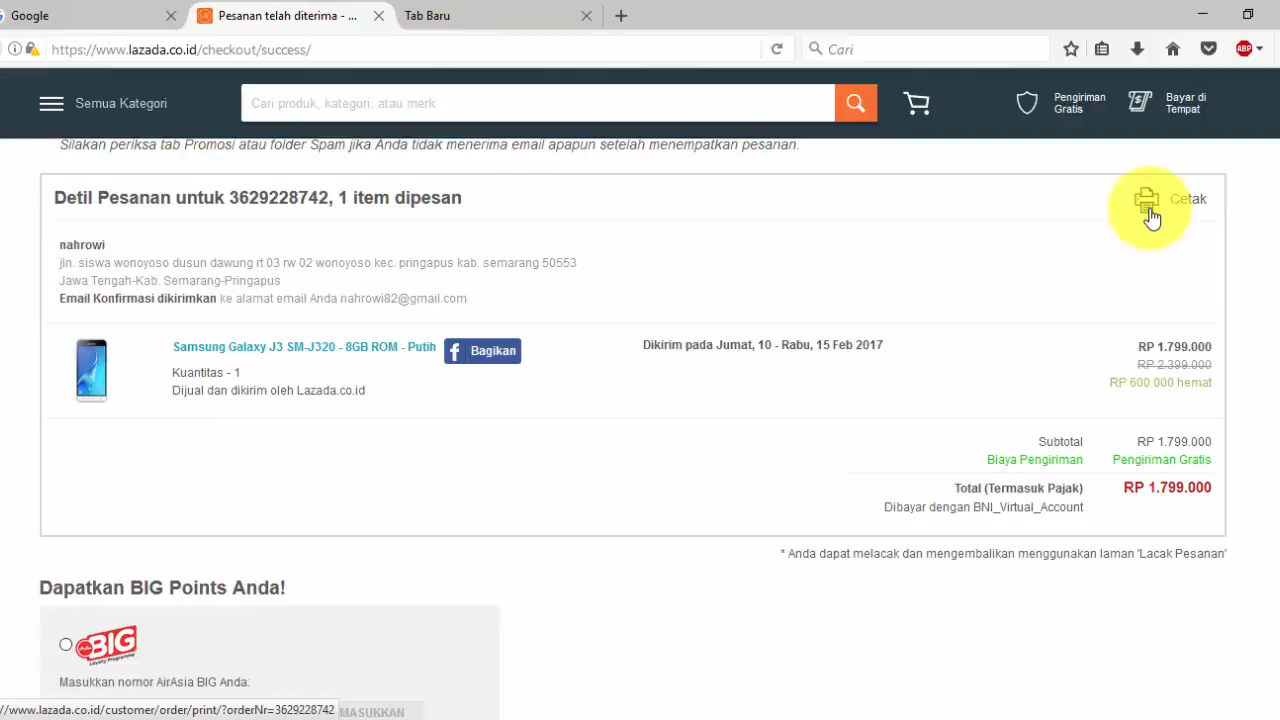 Google
Pesanan telah diterima - ...
Tab Baru
https://www.lazada.co.id/checkout/success/
Cari
ABP
Semua Kategori
Cari produk, kategori, atau merk
Pengiriman
Gratis
Bayar di
Tempat
Silakan periksa tab Promosi atau folder Spam jika Anda tidak menerima email apapun setelah menempatkan pesanan.
Detil Pesanan untuk 3629228742, 1 item dipesan
Cetak
nahrowi
jln. siswa wonoyoso dusun dawung rt 03 rw 02 wonoyoso kec. pringapus kab. semarang 50553
Jawa Tengah-Kab. Semarang-Pringapus
Email Konfirmasi dikirimkan ke alamat email Anda nahrowi82@gmail.com
Samsung Galaxy J3 SM-J320 - 8GB ROM - Putih
f Bagikan
Dikirim pada Jumat, 10 - Rabu, 15 Feb 2017
RP 1.799.000
Kuantitas - 1
RP 2.399.000
Dijual dan dikirim oleh Lazada.co.id
RP 600.000 hemat
Subtotal RP 1.799.000
Biaya Pengiriman Pengiriman Gratis
Total (Termasuk Pajak) RP 1.799.000
Dibayar dengan BNI_Virtual_Account
* Anda dapat melacak dan mengembalikan menggunakan laman 'Lacak Pesanan'
Dapatkan BIG Points Anda!
BIG
Loyalty Programme
Masukkan nomor AirAsia BIG Anda:
//www.lazada.co.id/customer/order/print/?orderNr=3629228742
MASUKKAN